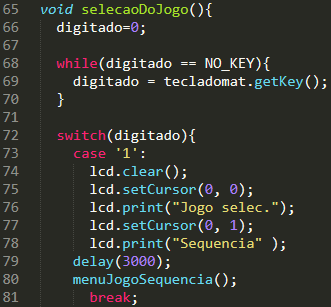 65 void selecaoDoJogo(){
66 digitado=0;
67
68 while(digitado == NO_KEY){
69 digitado = tecladomat.getKey();
70 }
71
72 switch(digitado){
73 case '1':
74 lcd.clear();
75 lcd.setCursor(0, 0);
76 lcd.print("Jogo selec.");
77 lcd.setCursor(0, 1);
78 lcd.print("Sequencia" );
79 delay(3000);
80 menuJogoSequencia();
81 break;